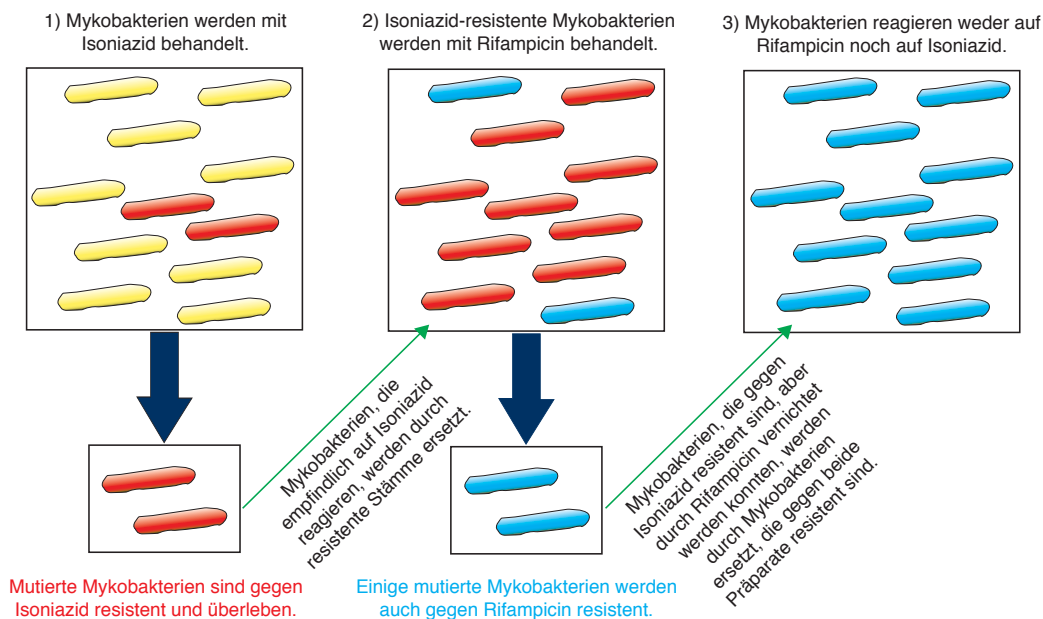 1) Mykobakterien werden mit
Isoniazid behandelt.
2) Isoniazid-resistente Mykobakterien
werden mit Rifampicin behandelt.
3) Mykobakterien reagieren weder auf
Rifampicin noch auf Isoniazid.
Mykobakterien, die
empfindlich auf Isoniazid
reagieren, werden durch
resistente Stämme ersetzt.
Mykobakterien, die gegen
Isoniazid resistent sind, aber
durch Rifampicin vernichtet
werden konnten, werden
durch Mykobakterien
ersetzt, die gegen beide
Präparate resistent sind.
Mutierte Mykobakterien sind gegen
Isoniazid resistent und überleben.
Einige mutierte Mykobakterien werden
auch gegen Rifampicin resistent.